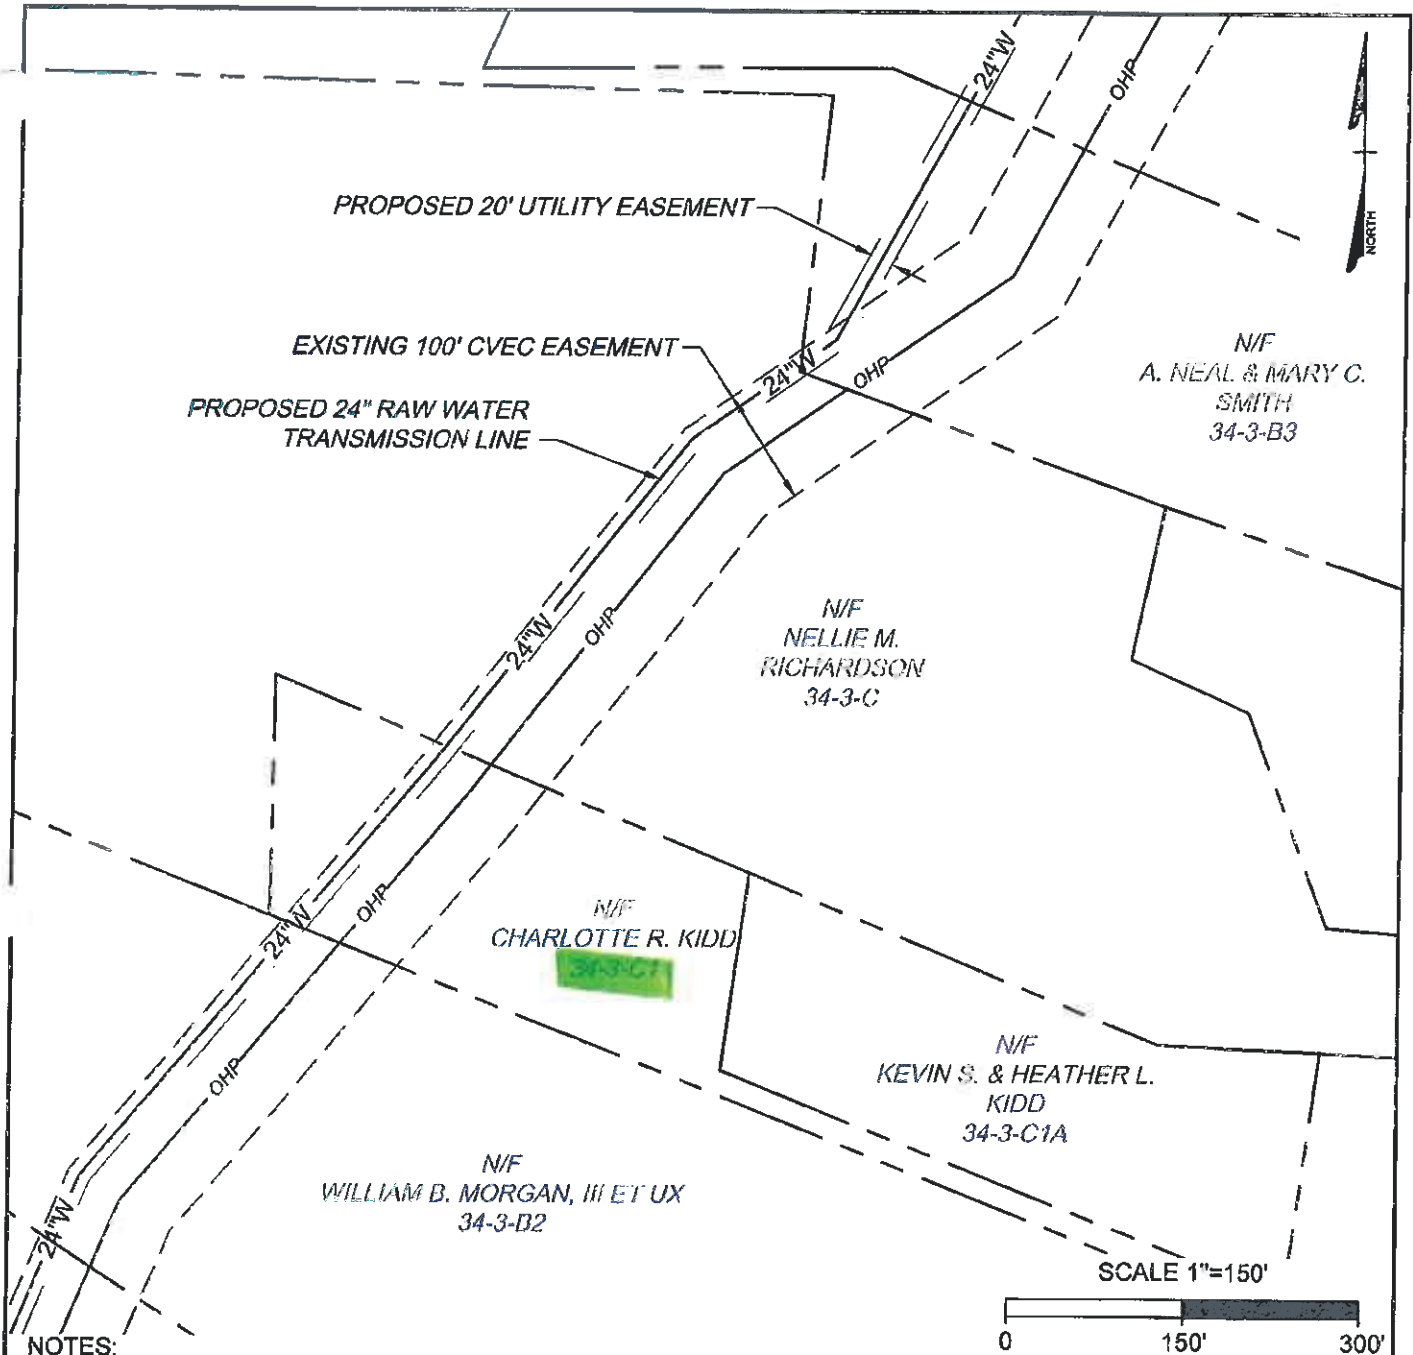 24"W
OHP
PROPOSED 20' UTILITY EASEMENT
NORTH
EXISTING 100' CVEC EASEMENT
N/F
A. NEAL & MARY C.
SMITH
34-3-B3
24"W
OHP
PROPOSED 24" RAW WATER
TRANSMISSION LINE
N/F
NELLIE M.
RICHARDSON
34-3-C
24"W
OHP
24"W
OHP
N/F
CHARLOTTE R. KIDD
34-3-C1
N/F
KEVIN S. & HEATHER L.
KIDD
34-3-C1A
OHP
N/F
WILLIAM B. MORGAN, III ET UX
34-3-B2
24"W
SCALE 1"=150'
0 150' 300'
NOTES: